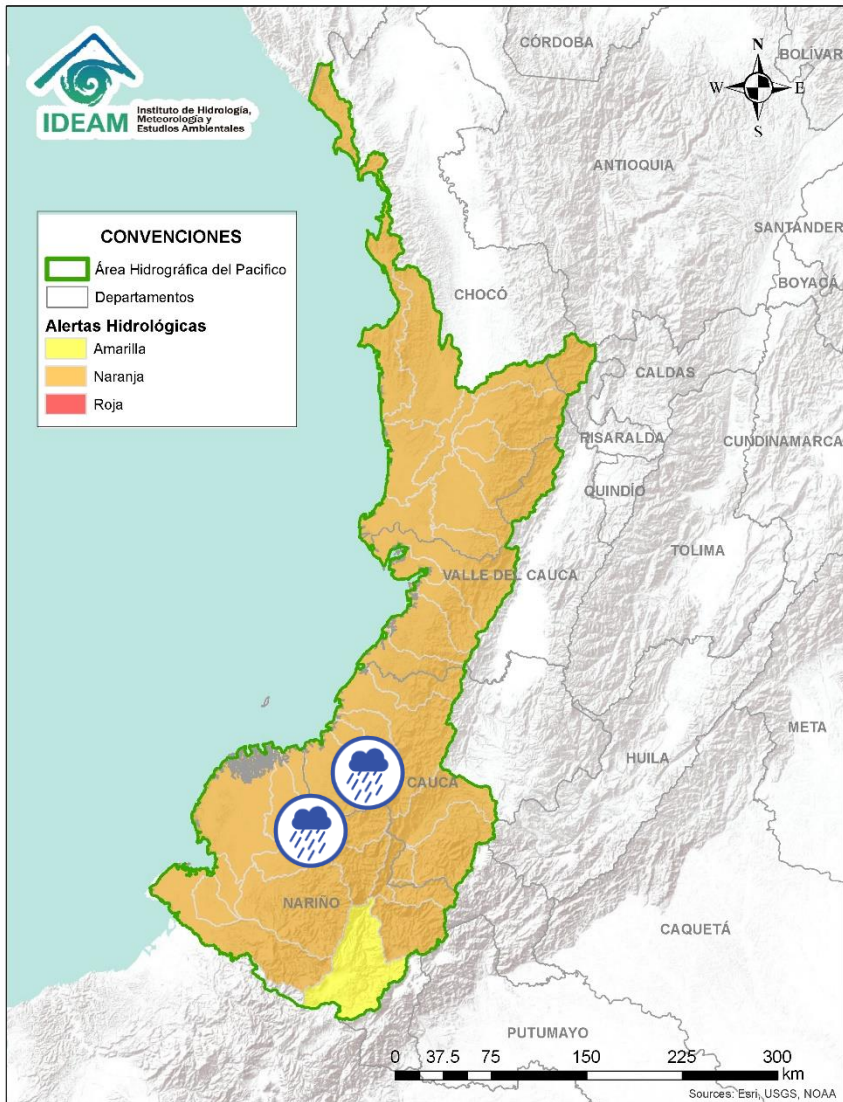 IDEAM
Instituto de Hidrología,
Meteorología y
Estudios Ambientales
CÓRDOBA
BOLÍVAR
N
W
E
S
ANTIOQUIA
SANTANDER
BOYACÁ
CONVENCIONES
Área Hidrográfica del Pacifico
Departamentos
Alertas Hidrológicas
Amarilla
Naranja
Roja
CHOCÓ
CALDAS
RISARALDA
CUNDINAMARCA
QUINDÍO
TOLIMA
VALLE DEL CAUCA
META
HUILA
CAUCA
NARIÑO
CAQUETÁ
PUTUMAYO
0 37.5 75 150 225 300
km
Sources: Esri, USGS, NOAA